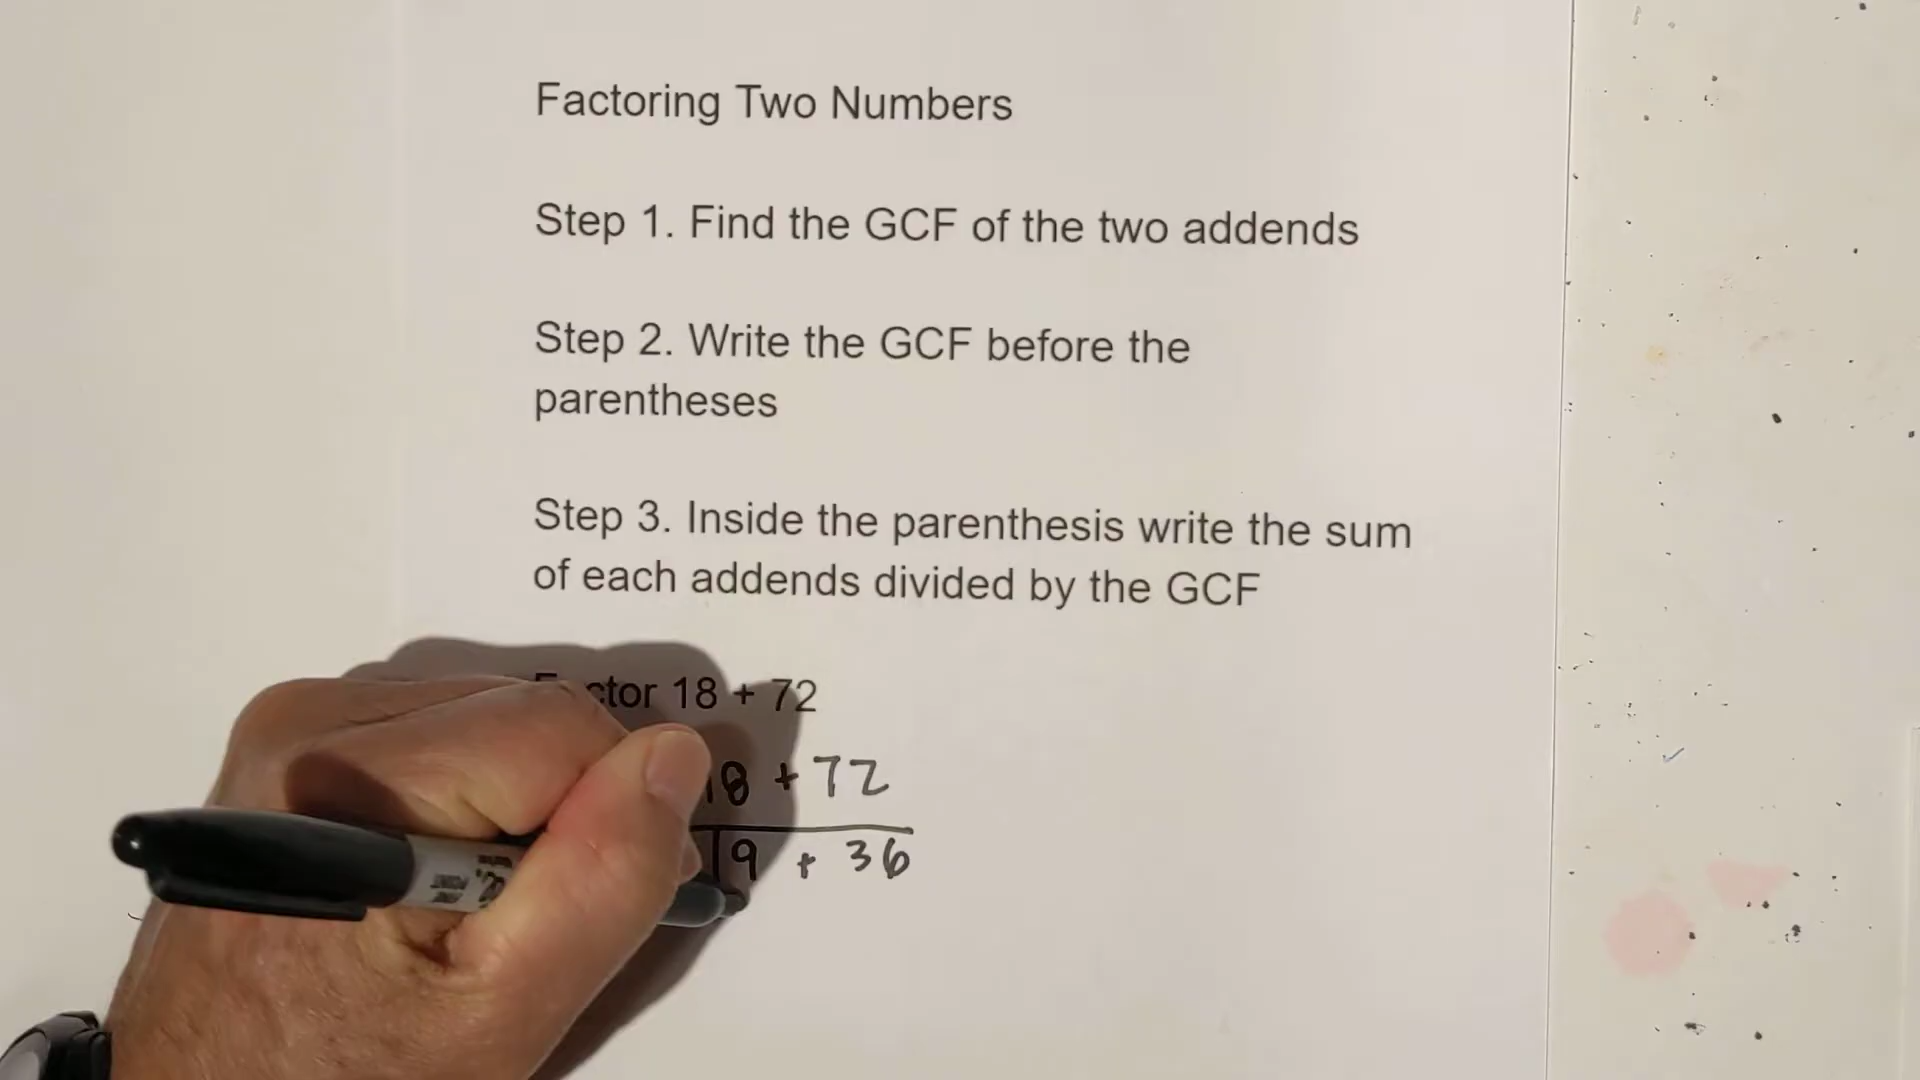 Factoring Two Numbers
Step 1. Find the GCF of the two addends
Step 2. Write the GCF before the
parentheses
Step 3. Inside the parenthesis write the sum
of each addends divided by the GCF
18 + 72
18 + 72
9 + 36